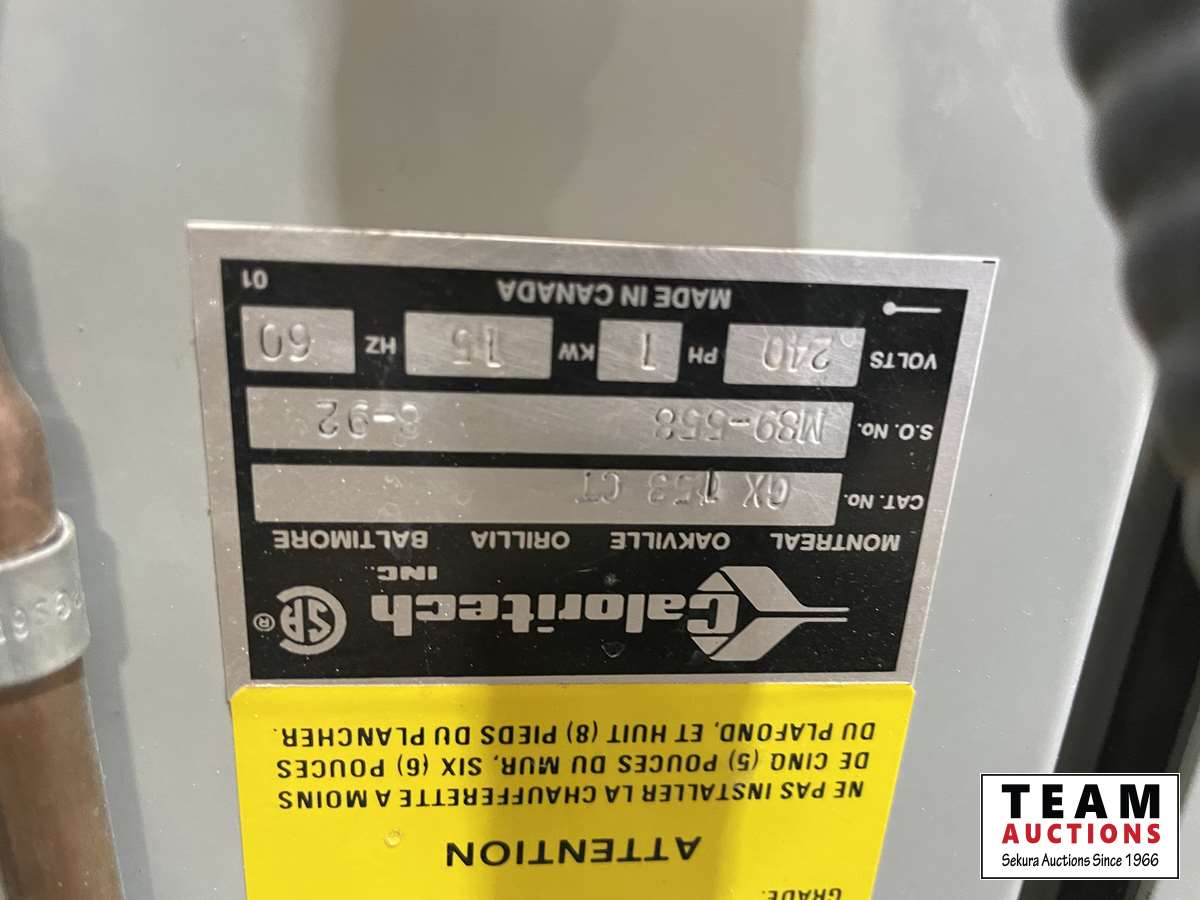 GRADE.
ATTENTION
NE PAS INSTALLER LA CHAUFFERETTE A MOINS
DE CINQ (5) POUCES DU MUR, SIX (6) POUCES
DU PLAFOND, ET HUIT (8) PIEDS DU PLANCHER.
Caloritech INC. SA ®
MONTREAL OAKVILLE ORILLIA BALTIMORE
CAT. No. GX 153 CT
S.O. No. M89-558 8-92
VOLTS 240 PH 1 KW 15 HZ 60
MADE IN CANADA 01
TEAM
AUCTIONS
Sekura Auctions Since 1966